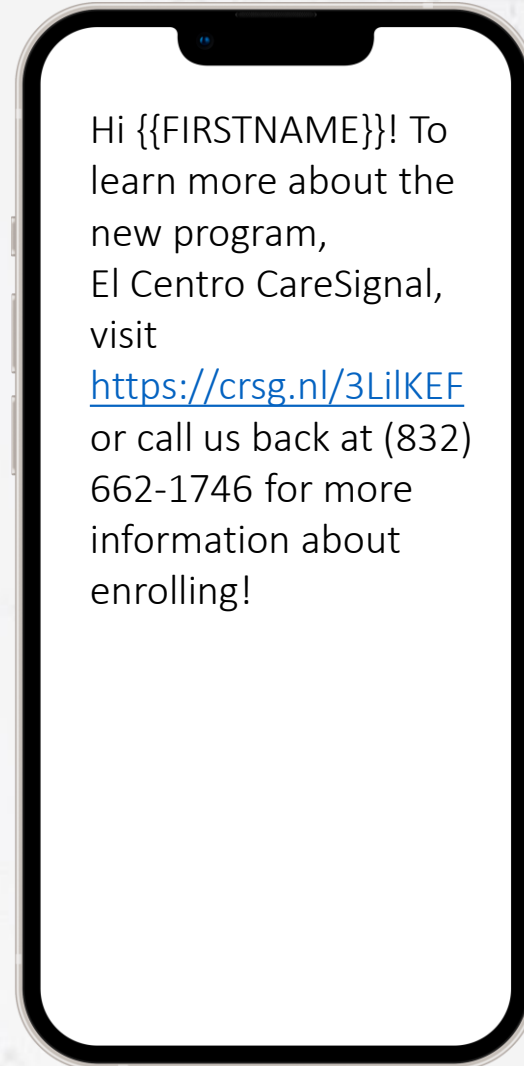 Hi {{FIRSTNAME}}! To
learn more about the
new program,
El Centro CareSignal,
visit
https://crsg.nl/3LilKEF
or call us back at (832)
662-1746 for more
information about
enrolling!